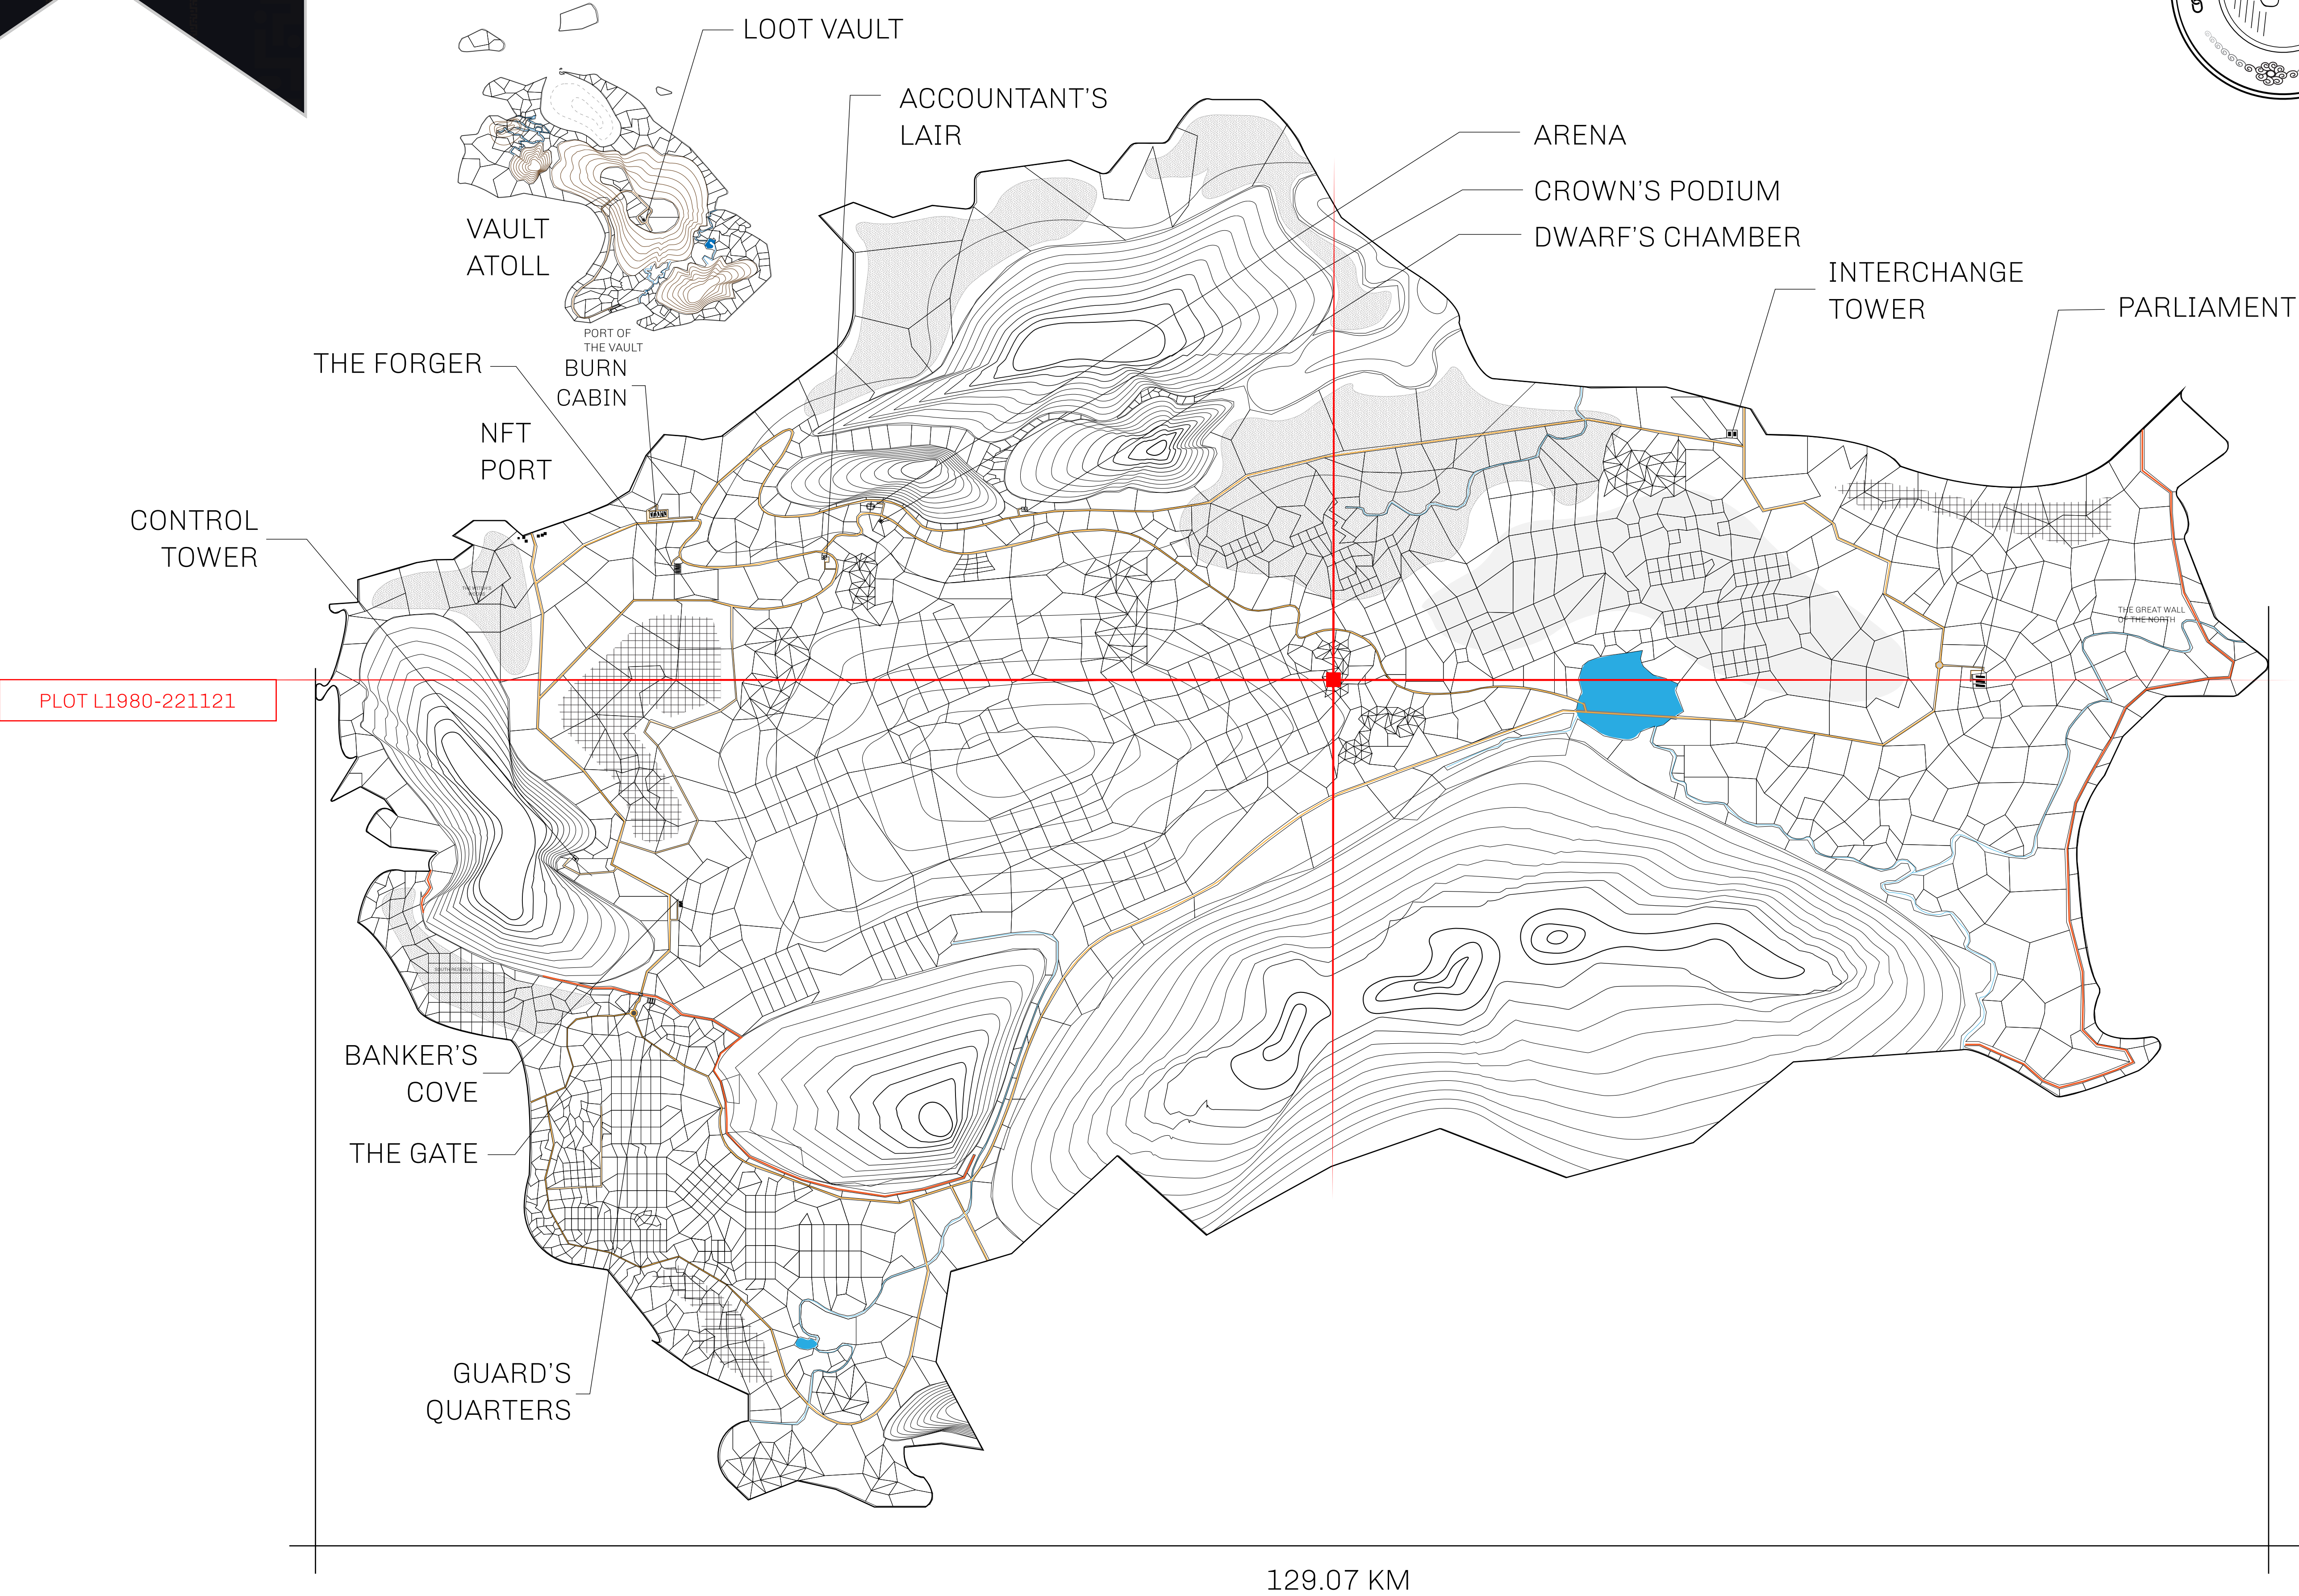 LOOT VAULT
ACCOUNTANT'S
LAIR
ARENA
CROWN'S PODIUM
DWARF'S CHAMBER
VAULT
ATOLL
INTERCHANGE
TOWER
PARLIAMENT
PORT OF
THE VAULT
THE FORGER
BURN
CABIN
NFT
PORT
CONTROL
TOWER
THE GREAT WALL
OF THE NORTH
PLOT L1980-221121
SOUTH RESERVE
BANKER'S
COVE
THE GATE
GUARD'S
QUARTERS
129.07 KM